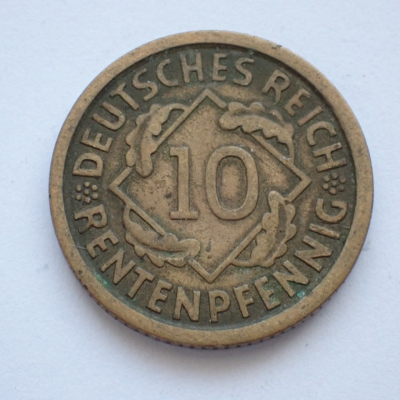 DEUTSCHES REICH
10
RENTENPFENNIG